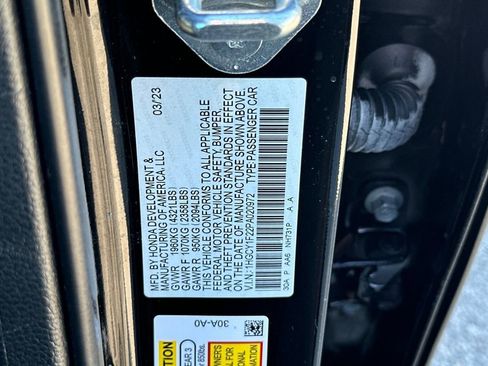 MFD. BY HONDA DEVELOPMENT & 03/23
MANUFACTURING OF AMERICA, LLC
GVWR 1960KG (4321LBS)
GAWR F 1070KG (2359LBS)
GAWR R 950KG (2094LBS)
THIS VEHICLE CONFORMS TO ALL APPLICABLE
FEDERAL MOTOR VEHICLE SAFETY, BUMPER,
AND THEFT PREVENTION STANDARDS IN EFFECT
ON THE DATE OF MANUFACTURE SHOWN ABOVE.
V.I.N.:1HGCY1F22PA020972 TYPE:PASSENGER CAR
30A P AA5 NH731P A .A
30A-A0